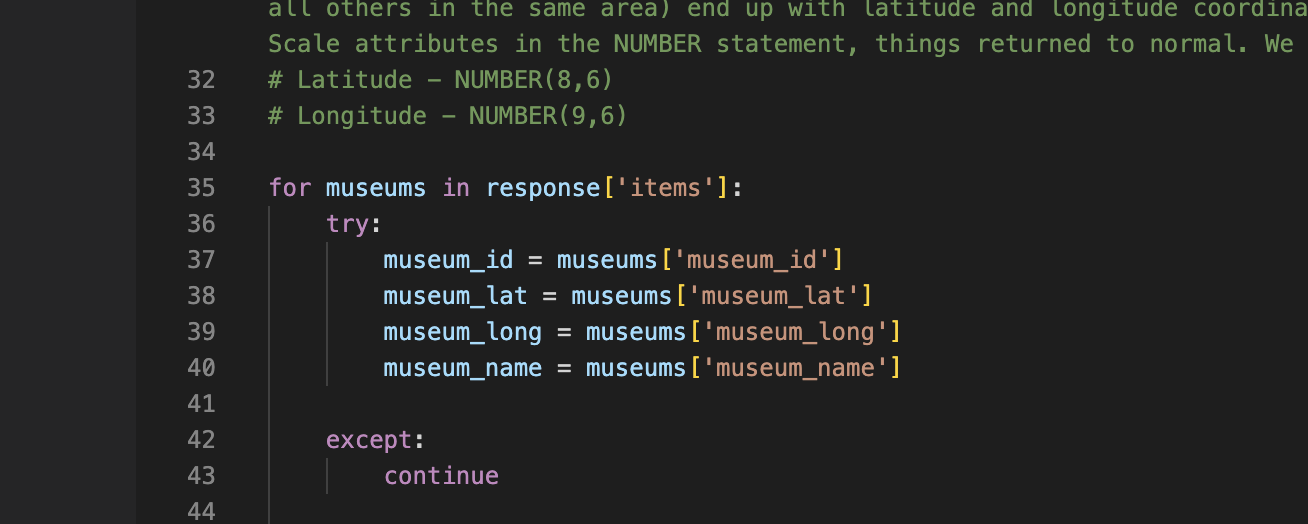 all others in the same area) end up with latitude and longitude
Scale attributes in the NUMBER statement, things returned to normal. We
32 # Latitude – NUMBER(8,6)
33 # Longitude – NUMBER(9,6)
34
35 for museums in response['items']:
36 try:
37 museum_id = museums['museum_id']
38 museum_lat = museums['museum_lat']
39 museum_long = museums['museum_long']
40 museum_name = museums['museum_name']
41
42 except:
43 continue
44